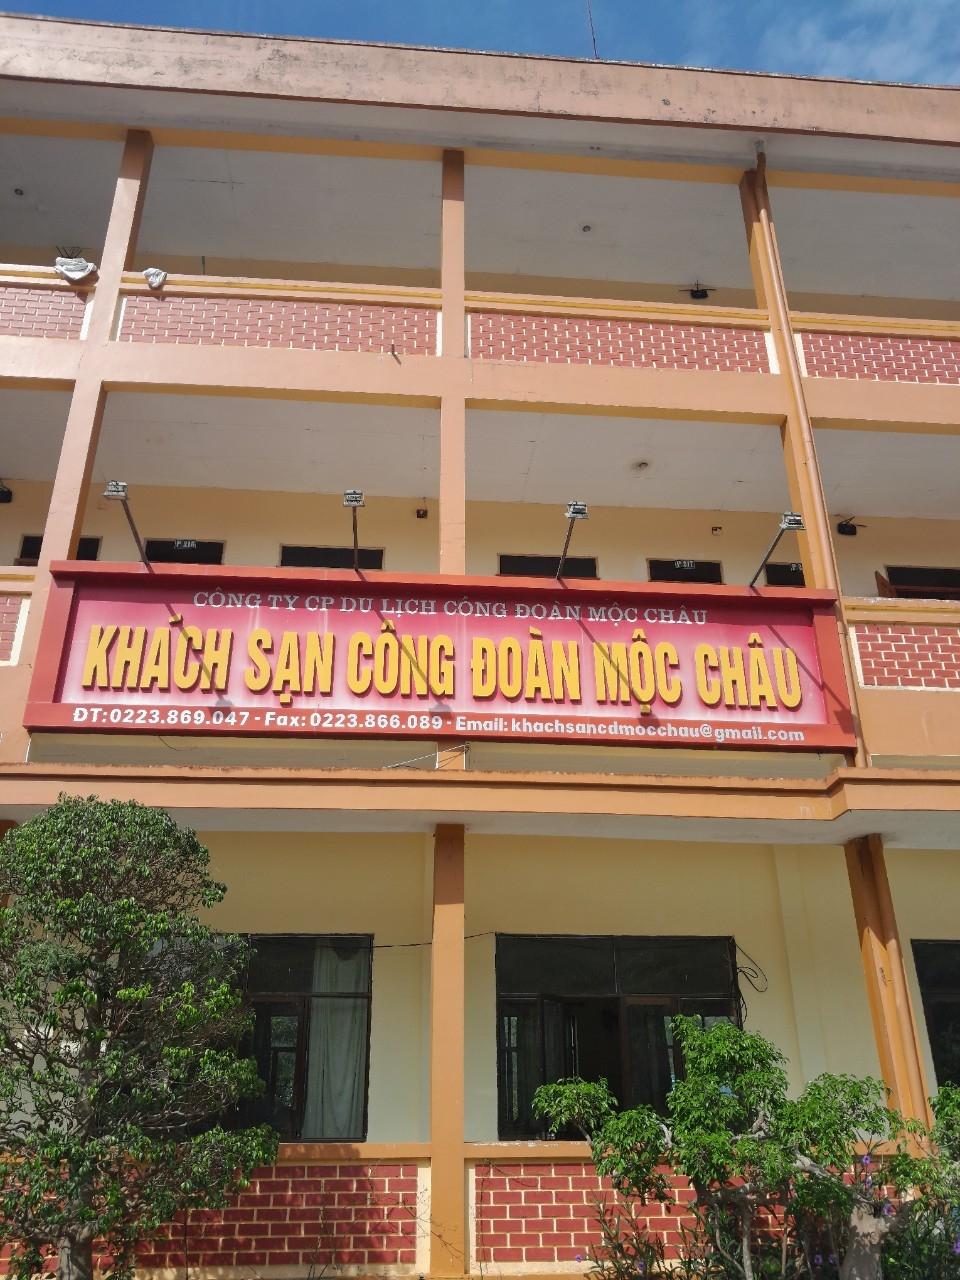 CÔNG TY CP DU LỊCH CÔNG ĐOÀN MỘC CHÂU
KHÁCH SẠN CÔNG ĐOÀN MỘC CHÂU
ĐT:0223.869.047 - Fax: 0223.866.089 - Email: khachsancdmocchau@gmail.com